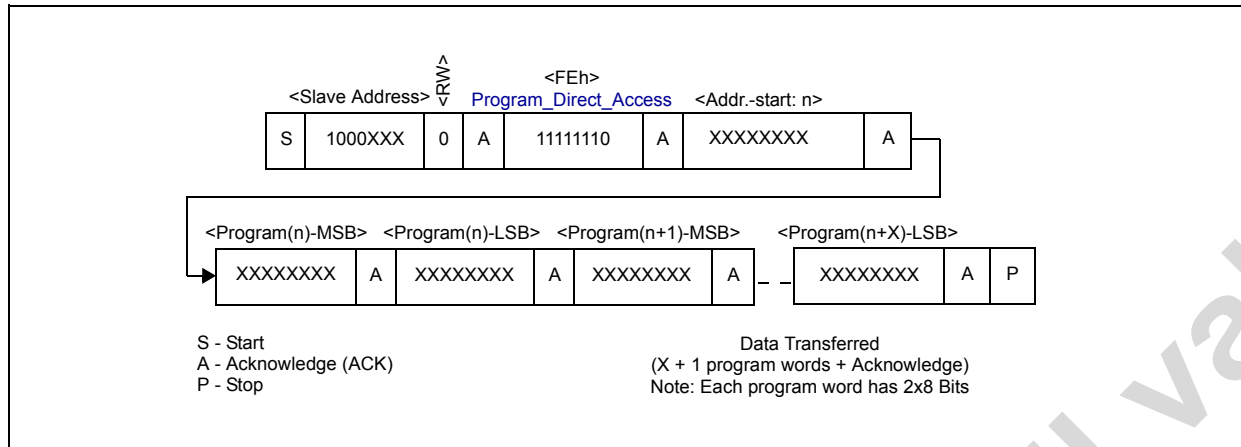 <RW>
<FEh>
<Slave Address> Program_Direct_Access <Addr.-start: n>
S 1000XXX 0 A 11111110 A XXXXXXXX A
<Program(n)-MSB> <Program(n)-LSB> <Program(n+1)-MSB> <Program(n+X)-LSB>
XXXXXXXX A XXXXXXXX A XXXXXXXX A XXXXXXXX A P
S - Start
A - Acknowledge (ACK)
P - Stop
Data Transferred
(X + 1 program words + Acknowledge)
Note: Each program word has 2x8 Bits